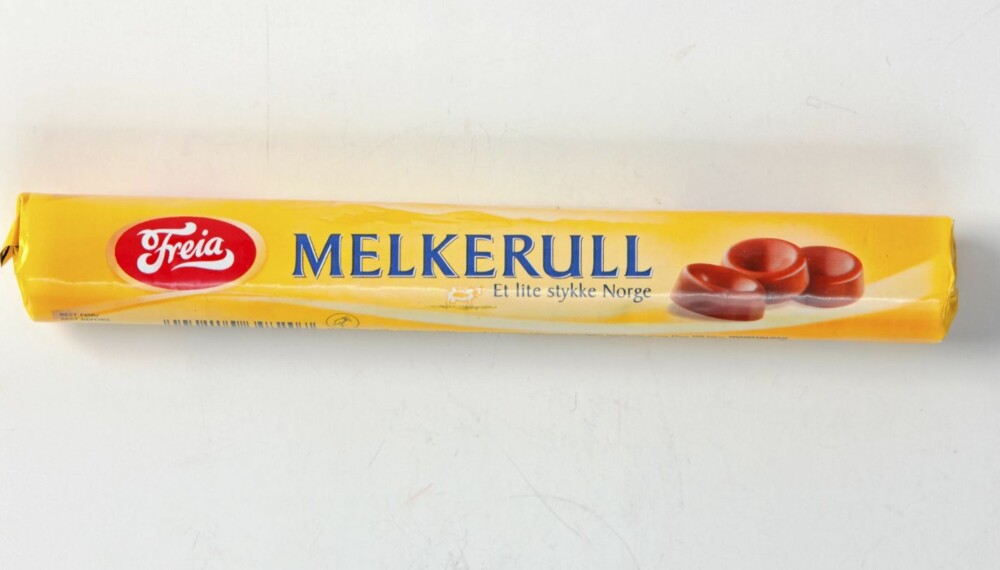 Freia
MELKERULL
Et lite stykke Norge